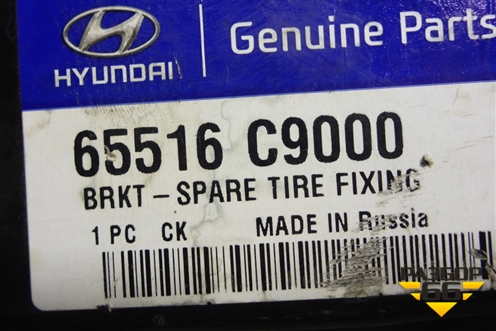 HYUNDAI
Genuine Parts
65516 C9000
BRKT-SPARE TIRE FIXING
1 PC CK MADE IN Russia
РАЗБОР
66